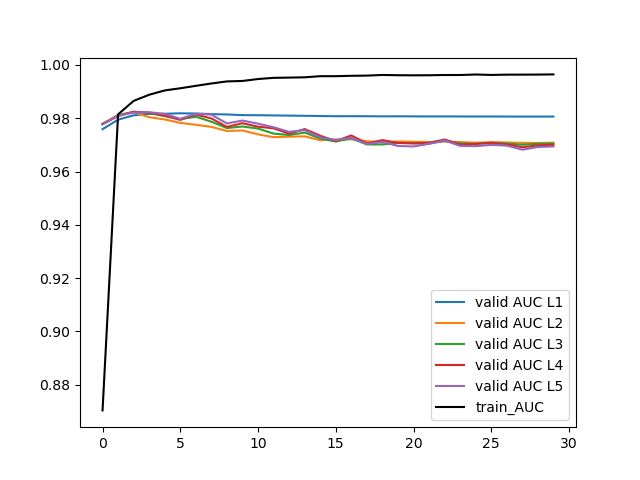 1.00
0.98
0.96
0.94
0.92
0.90
0.88
0 5 10 15 20 25 30
valid AUC L1
valid AUC L2
valid AUC L3
valid AUC L4
valid AUC L5
train_AUC